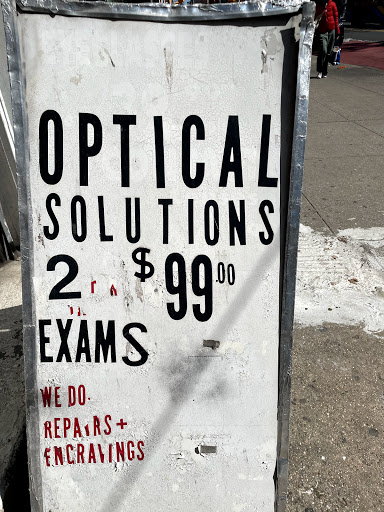 OPTICAL
SOLUTIONS
2 $99.00
EXAMS
WE DO
REPAIRS+
ENGRAVINGS